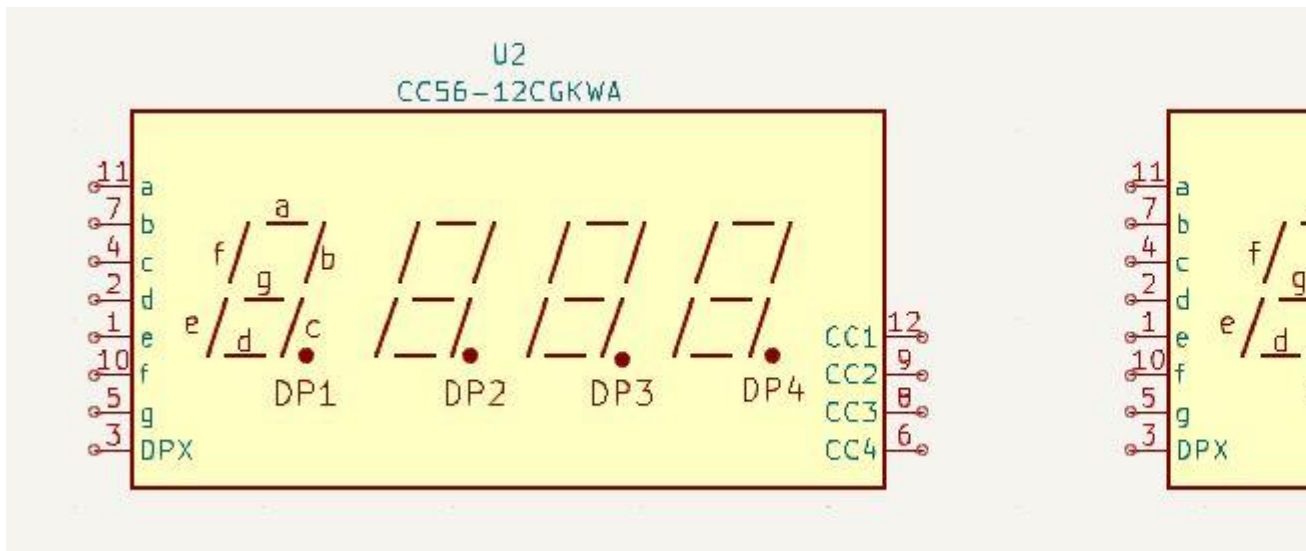 U2
CC56-12CGKWA
11 a
7 b
4 c
2 d
1 e
10 f
5 g
3 DPX
a
f b
g
e c
d
DP1 DP2 DP3 DP4
CC1 12
CC2 9
CC3 8
CC4 6
11 a
7 b
4 c
2 d
1 e
10 f
5 g
3 DPX
f
g
e
d